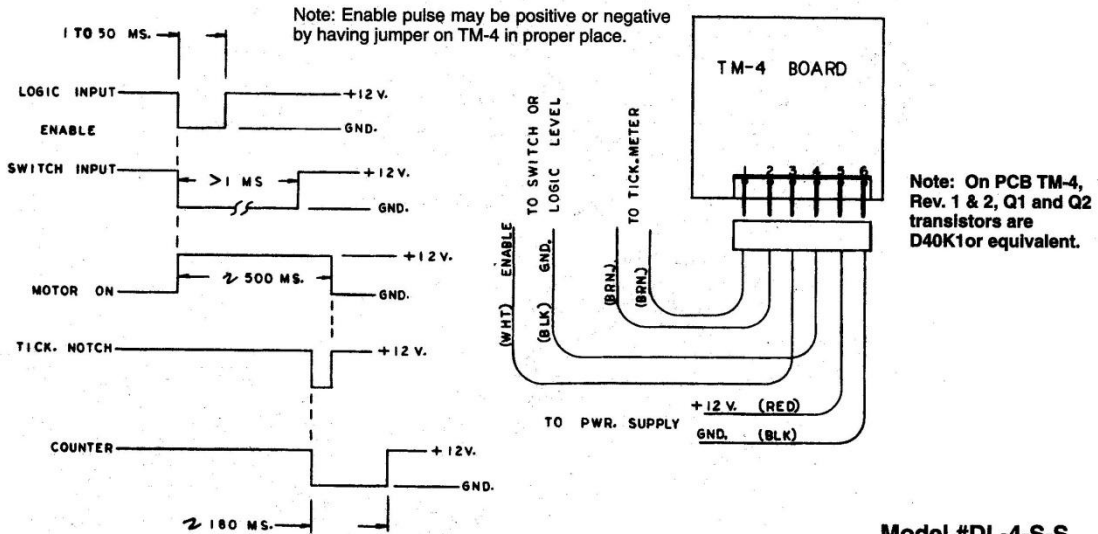 Note: Enable pulse may be positive or negative
by having jumper on TM-4 in proper place.
1 TO 50 MS.
LOGIC INPUT
+12 V.
GND.
ENABLE
SWITCH INPUT
>1 MS
+12 V.
GND.
~ 500 MS.
+12 V.
MOTOR ON
GND.
TICK. NOTCH
+12 V.
COUNTER
+12V.
GND.
~ 180 MS.
TM-4 BOARD
1 2 3 4 5 6
TO SWITCH OR
LOGIC LEVEL
TO TICK.METER
(WHT) ENABLE
(BLK) GND.
(BRN.)
(BRN.)
TO PWR. SUPPLY
+12 V. (RED)
GND. (BLK)
Note: On PCB TM-4,
Rev. 1 & 2, Q1 and Q2
transistors are
D40K1or equivalent.
Model #DL-4-S.S.